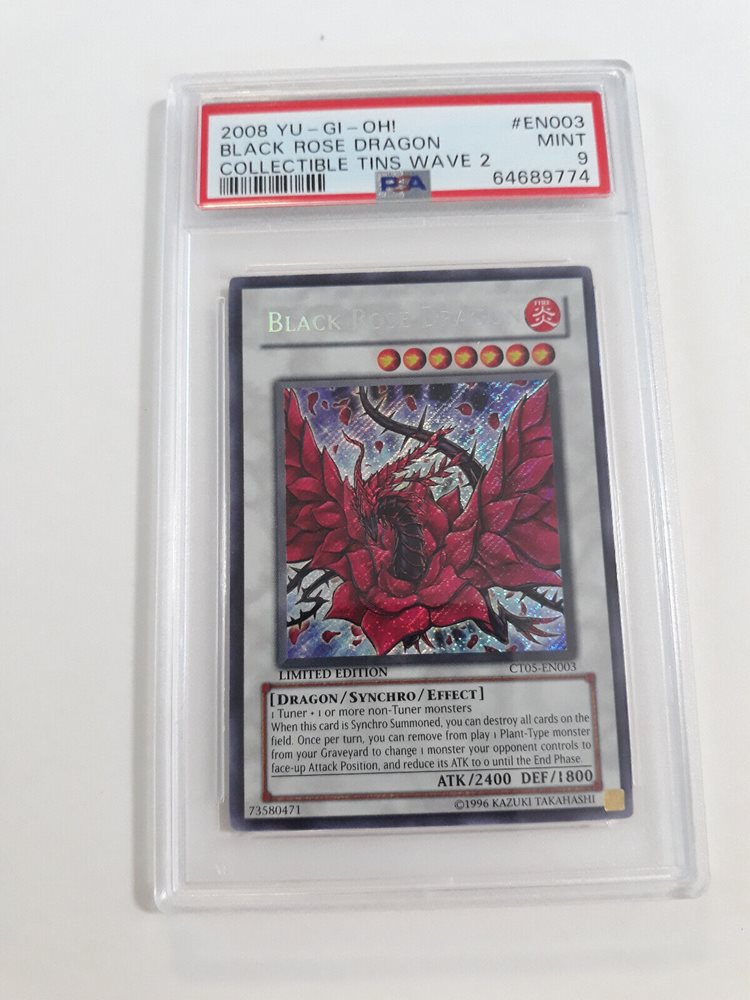 2008 YU-GI-OH! #EN003
BLACK ROSE DRAGON MINT
COLLECTIBLE TINS WAVE 2 9
PSA 64689774
BLACK ROSE DRAGON
FIRE
炎
LIMITED EDITION CT05-EN003
[DRAGON/SYNCHRO/EFFECT]
1 Tuner + 1 or more non-Tuner monsters
When this card is Synchro Summoned, you can destroy all cards on the
field. Once per turn, you can remove from play 1 Plant-Type monster
from your Graveyard to change 1 monster your opponent controls to
face-up Attack Position, and reduce its ATK to 0 until the End Phase.
ATK/2400 DEF/1800
73580471 ©1996 KAZUKI TAKAHASHI